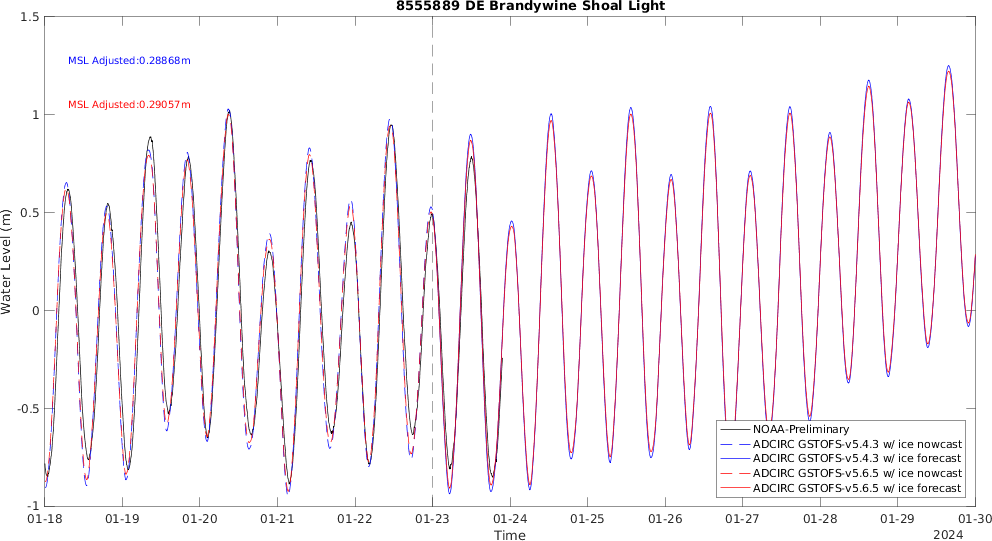 8555889 DE Brandywine Shoal Light
MSL Adjusted:0.28868m
MSL Adjusted:0.29057m
Water Level (m)
1.5
1
0.5
0
-0.5
-1
NOAA-Preliminary
ADCIRC GSTOFS-v5.4.3 w/ ice nowcast
ADCIRC GSTOFS-v5.4.3 w/ ice forecast
ADCIRC GSTOFS-v5.6.5 w/ ice nowcast
ADCIRC GSTOFS-v5.6.5 w/ ice forecast
01-18 01-19 01-20 01-21 01-22 01-23 01-24 01-25 01-26 01-27 01-28 01-29 01-30
Time
2024